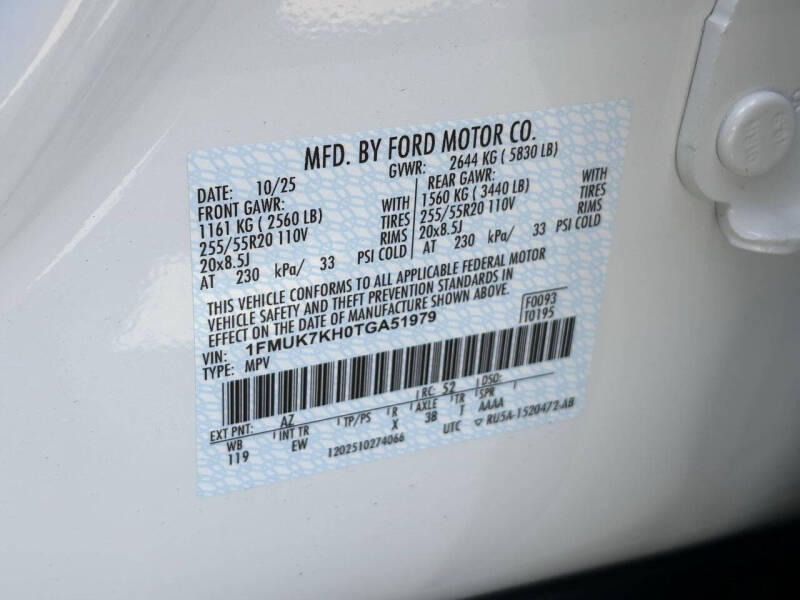 MFD. BY FORD MOTOR CO.
DATE: 10/25 GVWR: 2644 KG ( 5830 LB)
FRONT GAWR: WITH REAR GAWR: WITH
1161 KG ( 2560 LB) TIRES 1560 KG ( 3440 LB) TIRES
255/55R20 110V RIMS 255/55R20 110V RIMS
20x8.5J PSI COLD 20x8.5J PSI COLD
AT 230 kPa/ 33 AT 230 kPa/ 33
THIS VEHICLE CONFORMS TO ALL APPLICABLE FEDERAL MOTOR
VEHICLE SAFETY AND THEFT PREVENTION STANDARDS IN
EFFECT ON THE DATE OF MANUFACTURE SHOWN ABOVE.
VIN: 1FMUK7KH0TGA51979 F0093
TYPE: MPV T0195
EXT PNT: AZ RC: 52 DSO:
WB INT TR TP/PS R AXLE TR SPR
119 EW X 3B T AAAA
1202510274066 UTC ▽ RU5A-1520472-AB